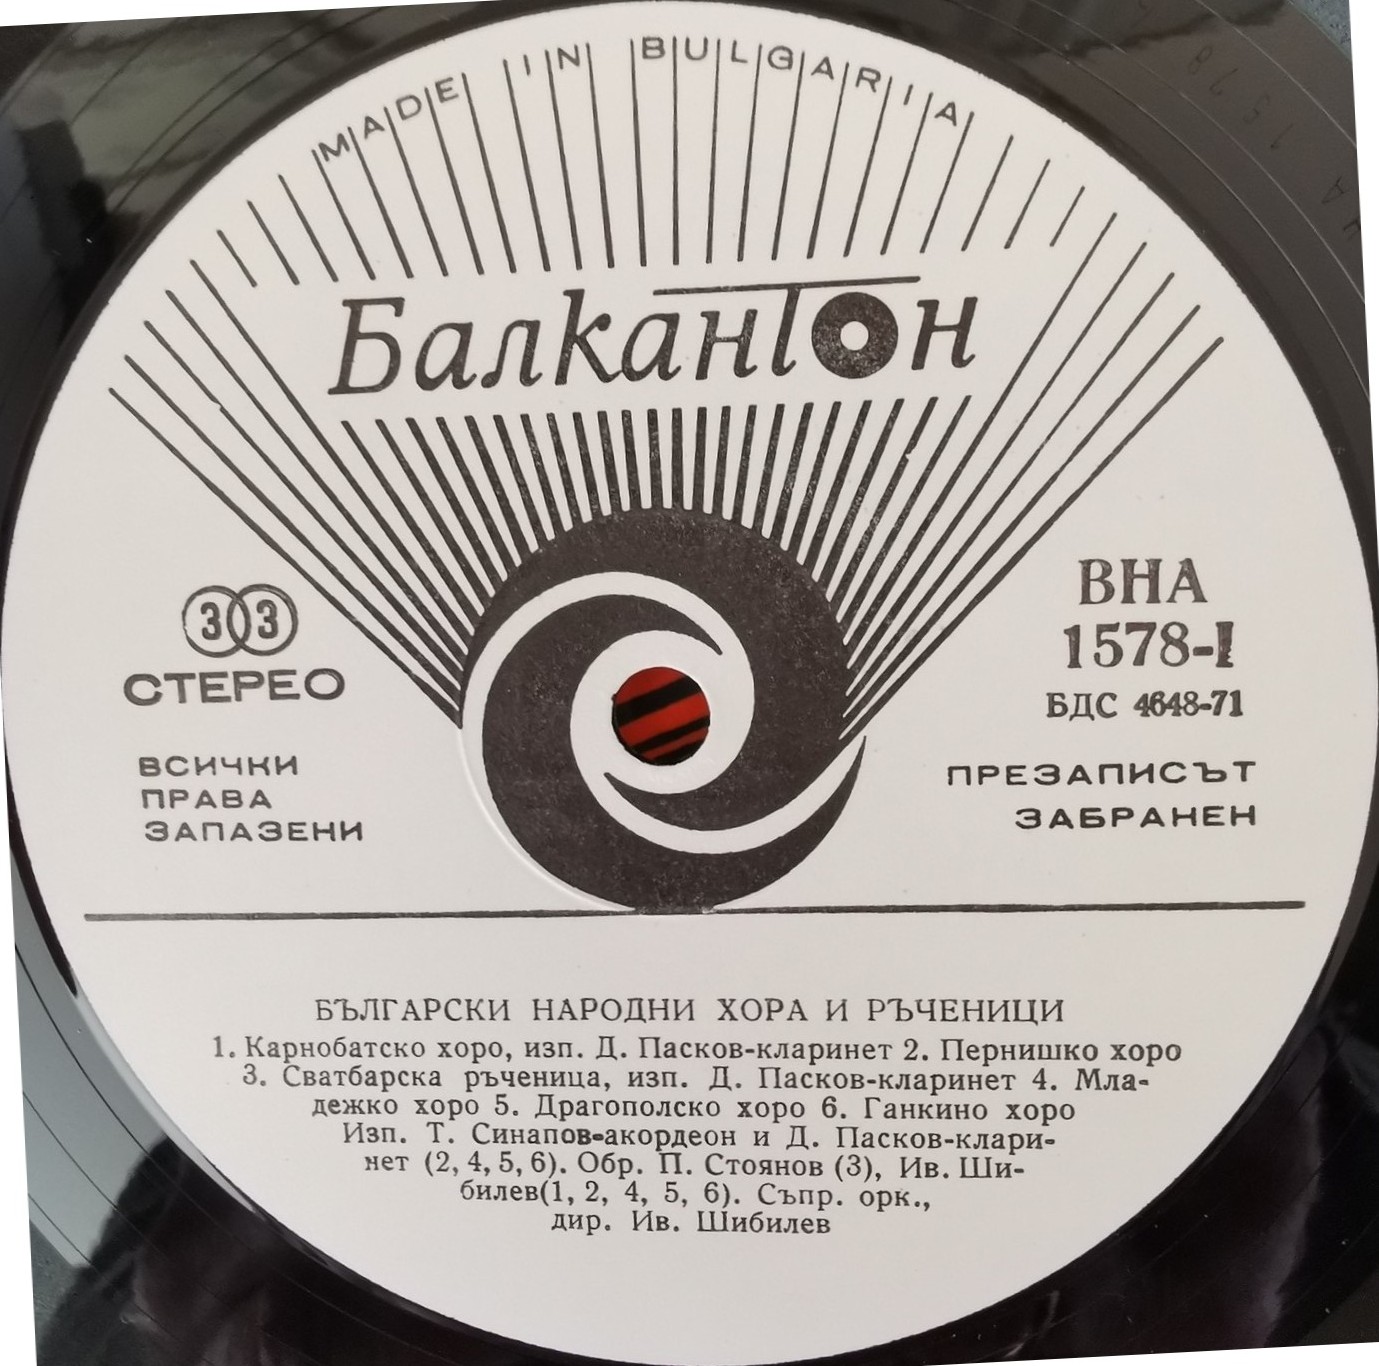 MADE IN BULGARIA
Балкантон
33
СТЕРЕО
ВСИЧКИ
ПРАВА
ЗАПАЗЕНИ
ВНА
1578-I
БДС 4648-71
ПРЕЗАПИСЪТ
ЗАБРАНЕН
БЪЛГАРСКИ НАРОДНИ ХОРА И РЪЧЕНИЦИ
1. Карнобатско хоро, изп. Д. Пасков-кларинет 2. Пернишко хоро
3. Сватбарска ръченица, изп. Д. Пасков-кларинет 4. Мла-
дежко хоро 5. Драгополско хоро 6. Ганкино хоро
Изп. Т. Синапов-акордеон и Д. Пасков-клари-
нет (2, 4, 5, 6). Обр. П. Стоянов (3), Ив. Ши-
билев(1, 2, 4, 5, 6). Съпр. орк.,
дир. Ив. Шибилев